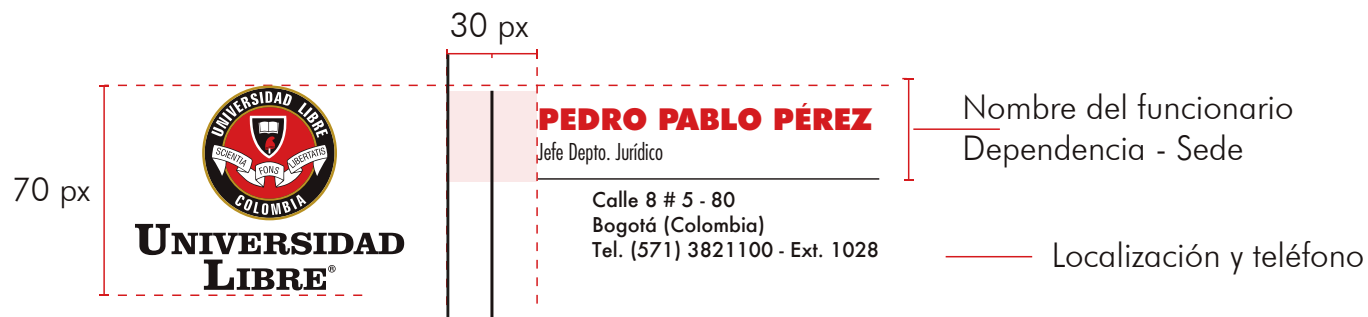 30 px
70 px
UNIVERSIDAD LIBRE
SCIENTIA
FONS
LIBERTATIS
COLOMBIA
UNIVERSIDAD
LIBRE®
PEDRO PABLO PÉREZ
Jefe Depto. Jurídico
Calle 8 # 5 - 80
Bogotá (Colombia)
Tel. (571) 3821100 - Ext. 1028
Nombre del funcionario
Dependencia - Sede
Localización y teléfono